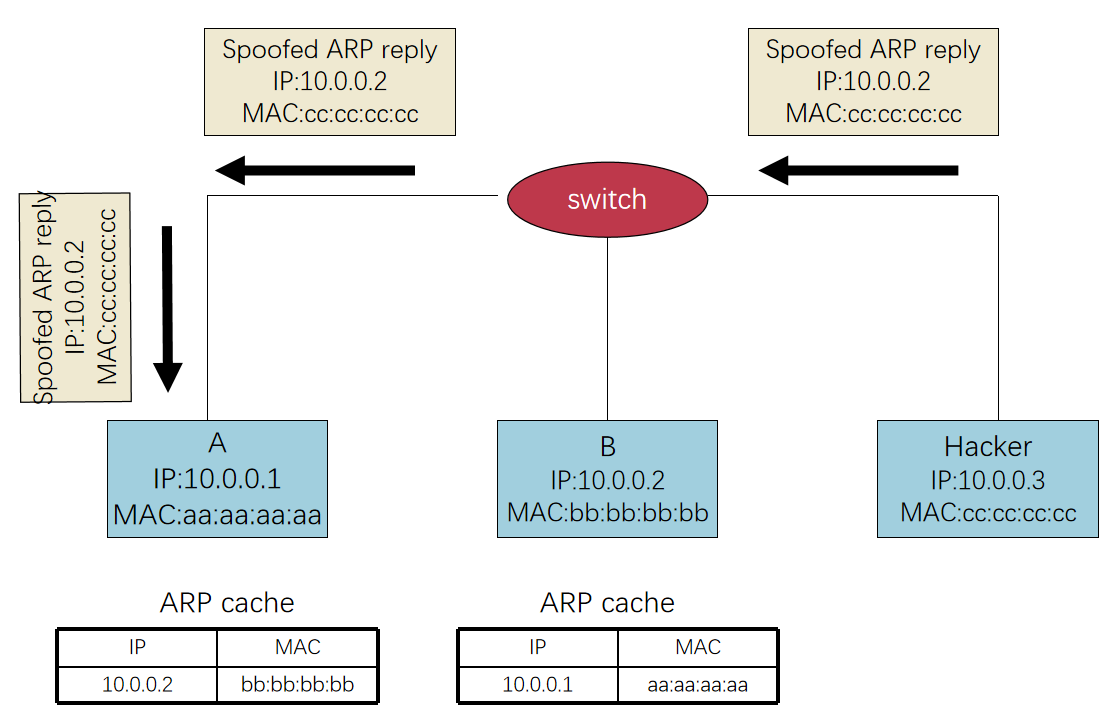 Spoofed ARP reply
IP:10.0.0.2
MAC:cc:cc:cc:cc
Spoofed ARP reply
IP:10.0.0.2
MAC:cc:cc:cc:cc
switch
Spoofed ARP reply
IP:10.0.0.2
MAC:cc:cc:cc:cc
A
IP:10.0.0.1
MAC:aa:aa:aa:aa
B
IP:10.0.0.2
MAC:bb:bb:bb:bb
Hacker
IP:10.0.0.3
MAC:cc:cc:cc:cc
ARP cache
IP MAC
10.0.0.2 bb:bb:bb:bb
ARP cache
IP MAC
10.0.0.1 aa:aa:aa:aa